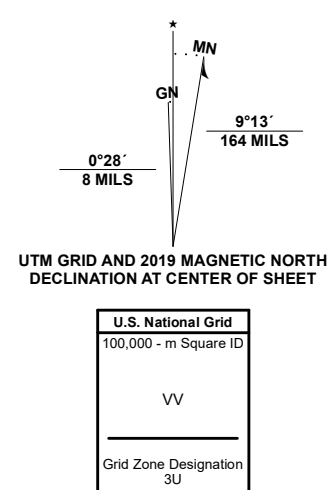 ★
MN
GN
9°13´
164 MILS
0°28´
8 MILS
UTM GRID AND 2019 MAGNETIC NORTH
DECLINATION AT CENTER OF SHEET
U.S. National Grid
100,000 - m Square ID
VV
Grid Zone Designation
3U